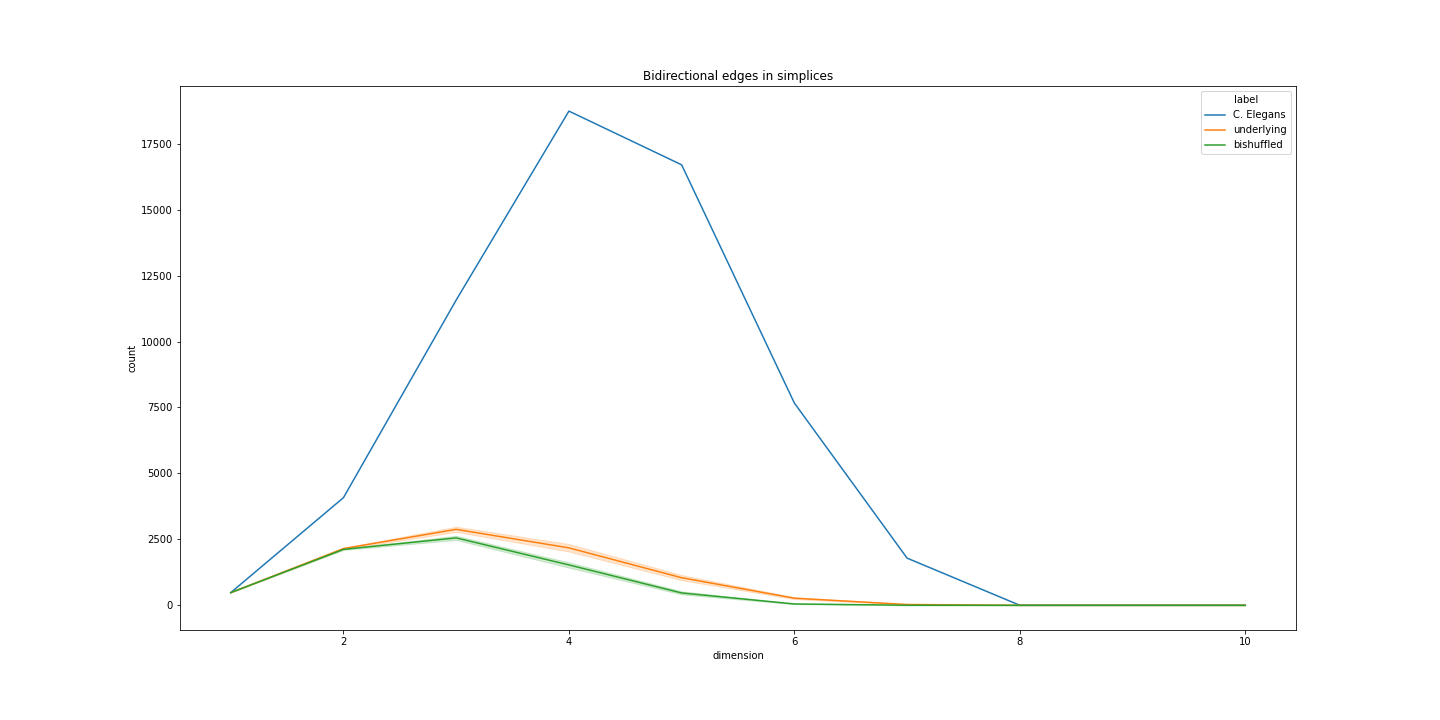 Bidirectional edges in simplices
label
C. Elegans
underlying
bishuffled
17500
15000
12500
10000
7500
5000
2500
0
count
2 4 6 8 10
dimension